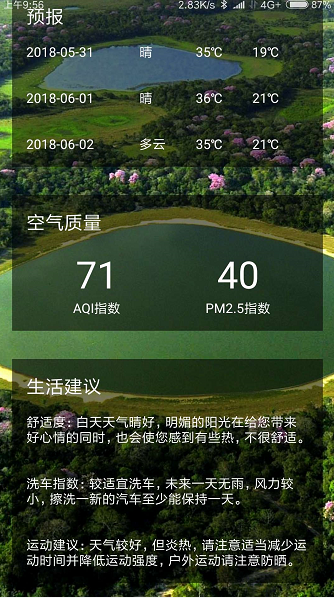 上午9:56 2.83K/s 4G+ 87%
预报
2018-05-31 晴 35℃ 19℃
2018-06-01 晴 36℃ 21℃
2018-06-02 多云 35℃ 21℃
空气质量
71 40
AQI指数 PM2.5指数
生活建议
舒适度: 白天天气晴好，明媚的阳光在给您带来
好心情的同时，也会使您感到有些热，不很舒适。
洗车指数: 较适宜洗车，未来一天无雨，风力较
小，擦洗一新的汽车至少能保持一天。
运动建议: 天气较好，但炎热，请注意适当减少运
动时间并降低运动强度，户外运动请注意防晒。